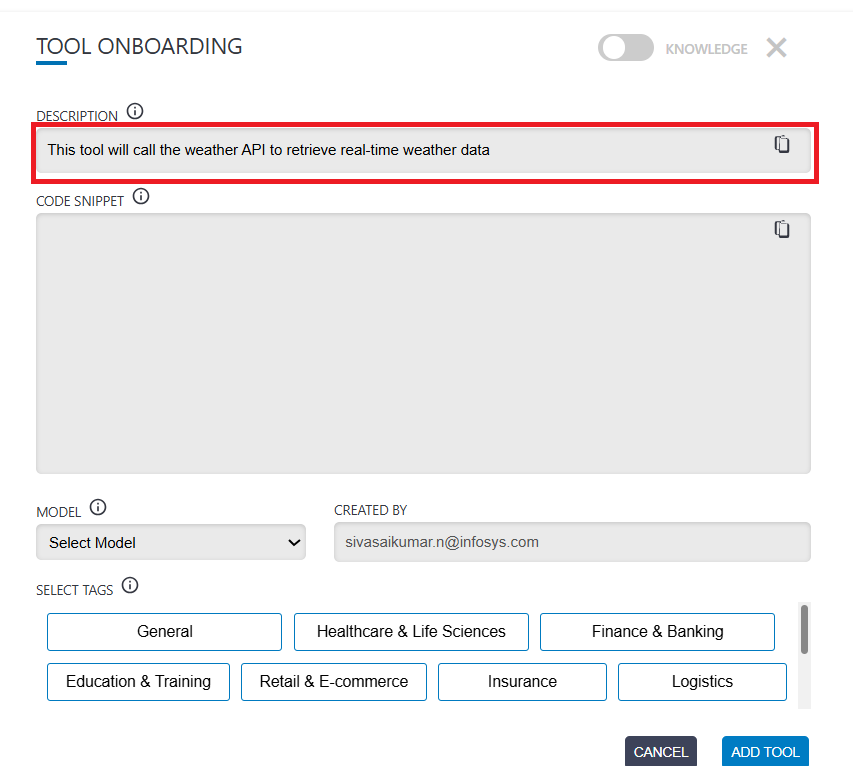 TOOL ONBOARDING
KNOWLEDGE
DESCRIPTION
This tool will call the weather API to retrieve real-time weather data
CODE SNIPPET
MODEL
CREATED BY
Select Model
sivasaikumar.n@infosys.com
SELECT TAGS
General
Healthcare & Life Sciences
Finance & Banking
Education & Training
Retail & E-commerce
Insurance
Logistics
CANCEL
ADD TOOL